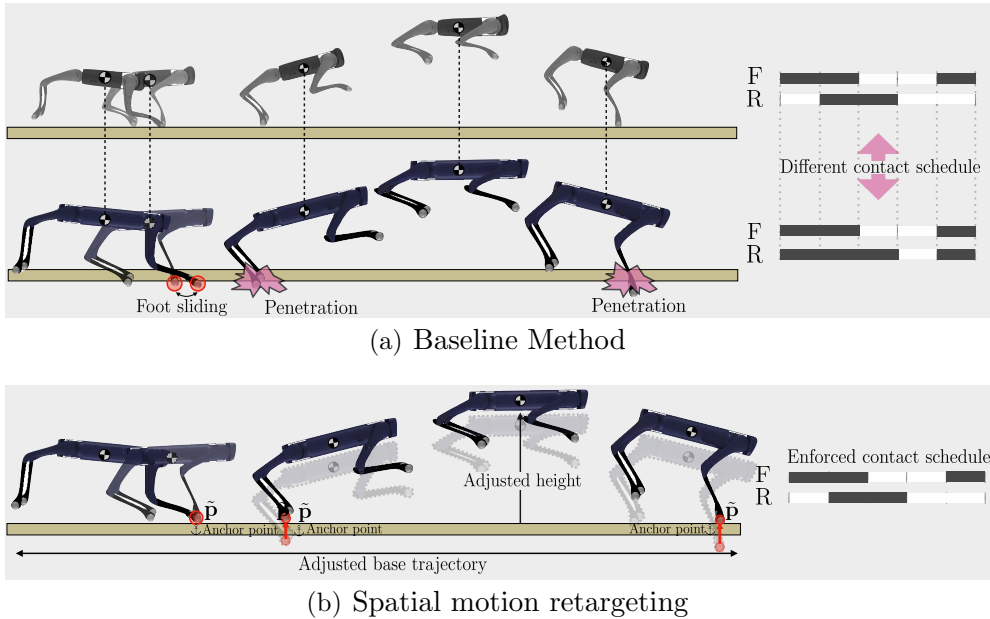 F
R
Different contact schedule
F
R
Foot sliding
Penetration
Penetration
(a) Baseline Method
Enforced contact schedule
F
R
Adjusted height
p̃
p̃
p̃
Anchor point
Anchor point
Anchor point
Adjusted base trajectory
(b) Spatial motion retargeting